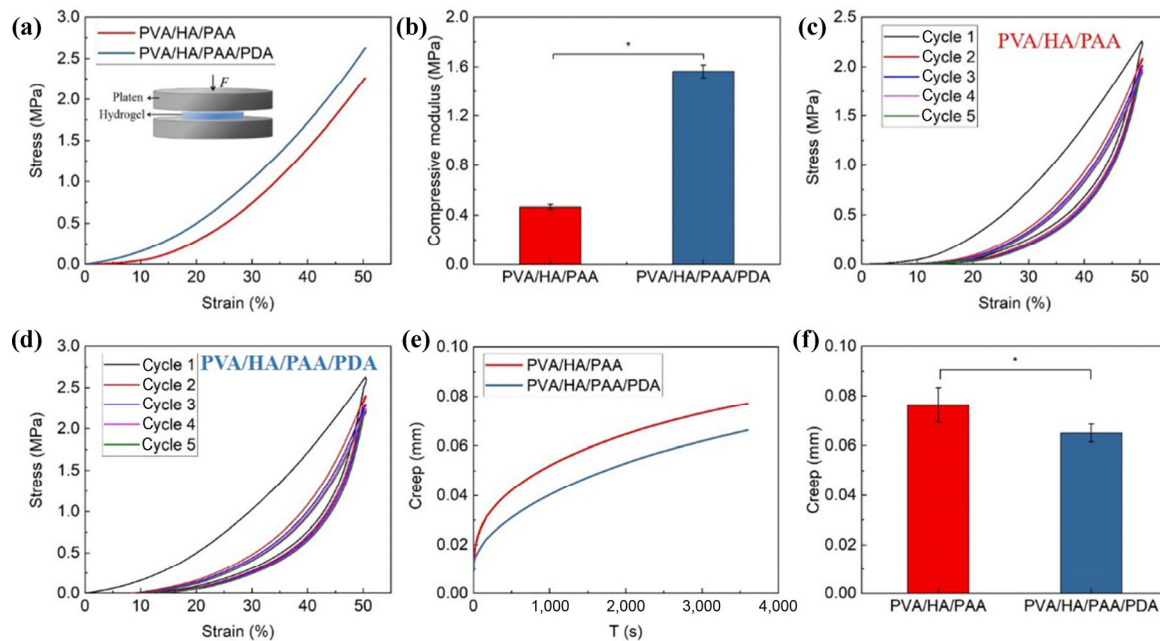 (a)
3.0
2.5
2.0
1.5
1.0
0.5
0.0
Stress (MPa)
PVA/HA/PAA
PVA/HA/PAA/PDA
F
Platen
Hydrogel
0 10 20 30 40 50
Strain (%)
(b)
2.0
1.6
1.2
0.8
0.4
0.0
Compressive modulus (MPa)
*
PVA/HA/PAA PVA/HA/PAA/PDA
(c)
2.5
2.0
1.5
1.0
0.5
0.0
Stress (MPa)
Cycle 1
Cycle 2
Cycle 3
Cycle 4
Cycle 5
PVA/HA/PAA
0 10 20 30 40 50
Strain (%)
(d)
3.0
2.5
2.0
1.5
1.0
0.5
0.0
Stress (MPa)
Cycle 1
Cycle 2
Cycle 3
Cycle 4
Cycle 5
PVA/HA/PAA/PDA
0 10 20 30 40 50
Strain (%)
(e)
0.10
0.08
0.06
0.04
0.02
0.00
Creep (mm)
PVA/HA/PAA
PVA/HA/PAA/PDA
0 1,000 2,000 3,000 4,000
T (s)
(f)
0.10
0.08
0.06
0.04
0.02
0.00
Creep (mm)
*
PVA/HA/PAA PVA/HA/PAA/PDA